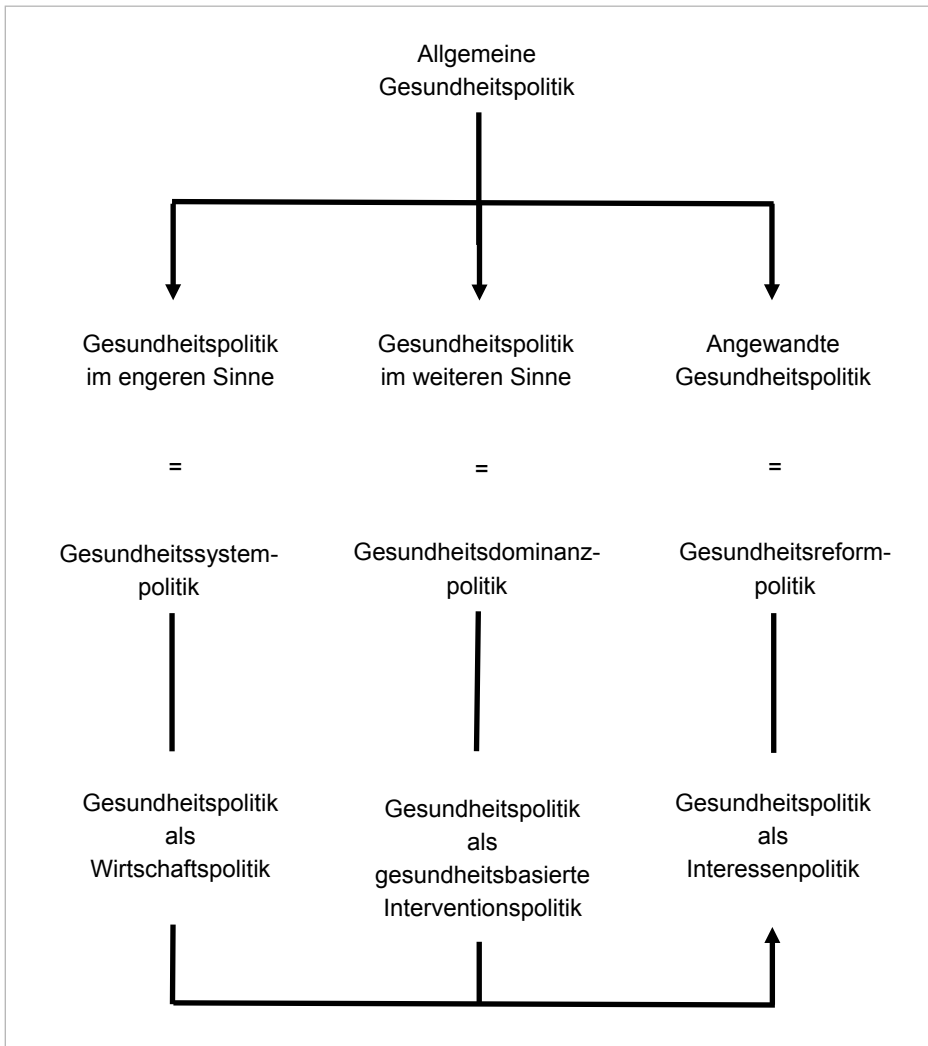 Allgemeine
Gesundheitspolitik
Gesundheitspolitik
im engeren Sinne
Gesundheitspolitik
im weiteren Sinne
Angewandte
Gesundheitspolitik
=
=
=
Gesundheitssystem-
politik
Gesundheitsdominanz-
politik
Gesundheitsreform-
politik
Gesundheitspolitik
als
Wirtschaftspolitik
Gesundheitspolitik
als
gesundheitsbasierte
Interventionspolitik
Gesundheitspolitik
als
Interessenpolitik